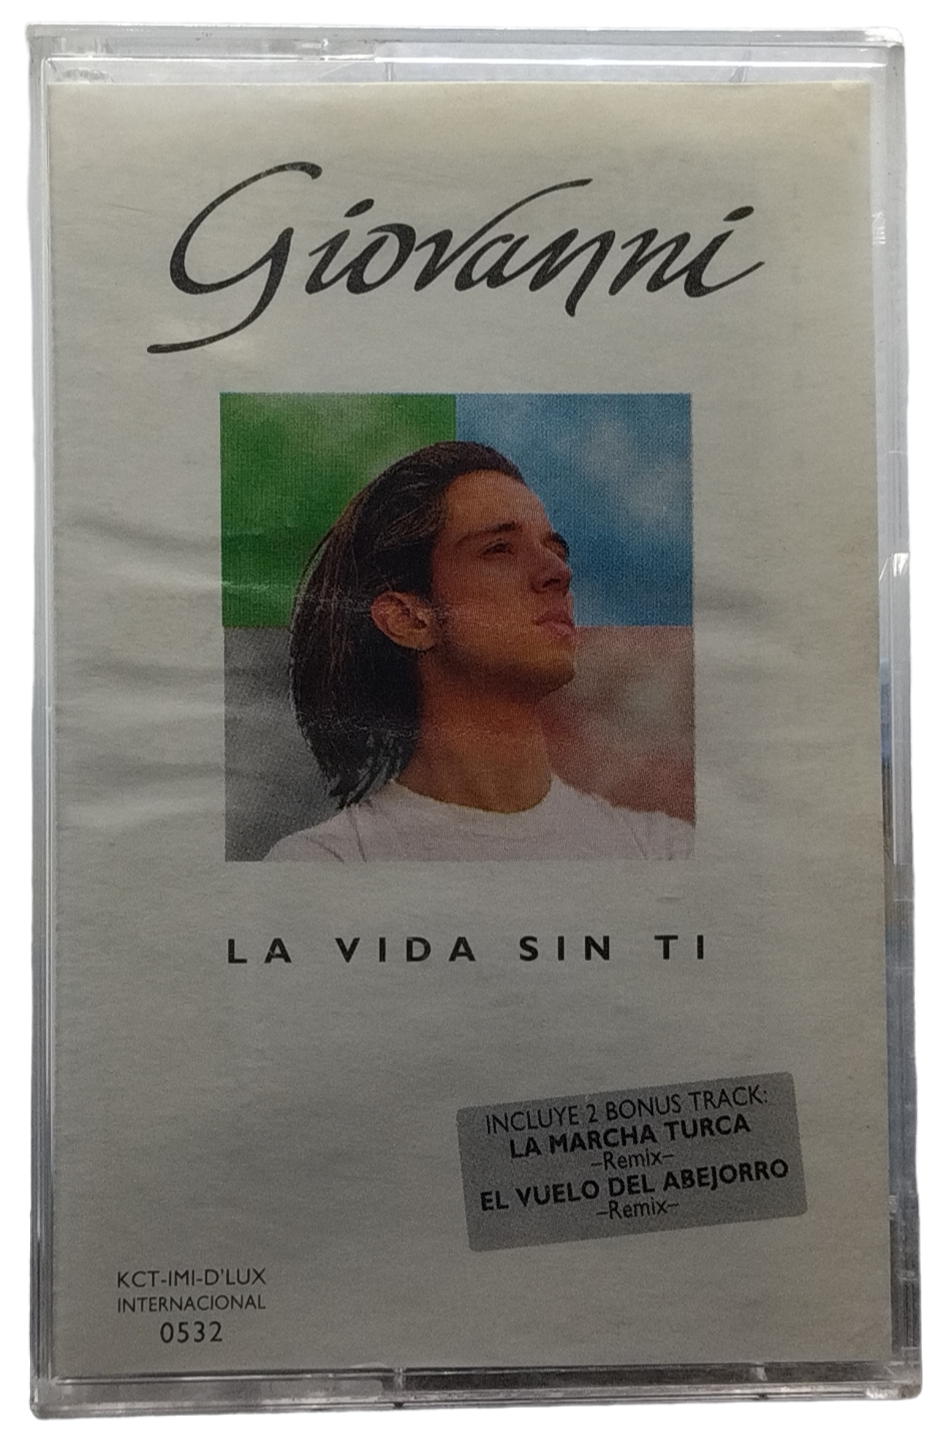 Giovanni
LA VIDA SIN TI
INCLUYE 2 BONUS TRACK:
LA MARCHA TURCA
–Remix–
EL VUELO DEL ABEJORRO
–Remix–
KCT-IMI-D'LUX
INTERNACIONAL
0532